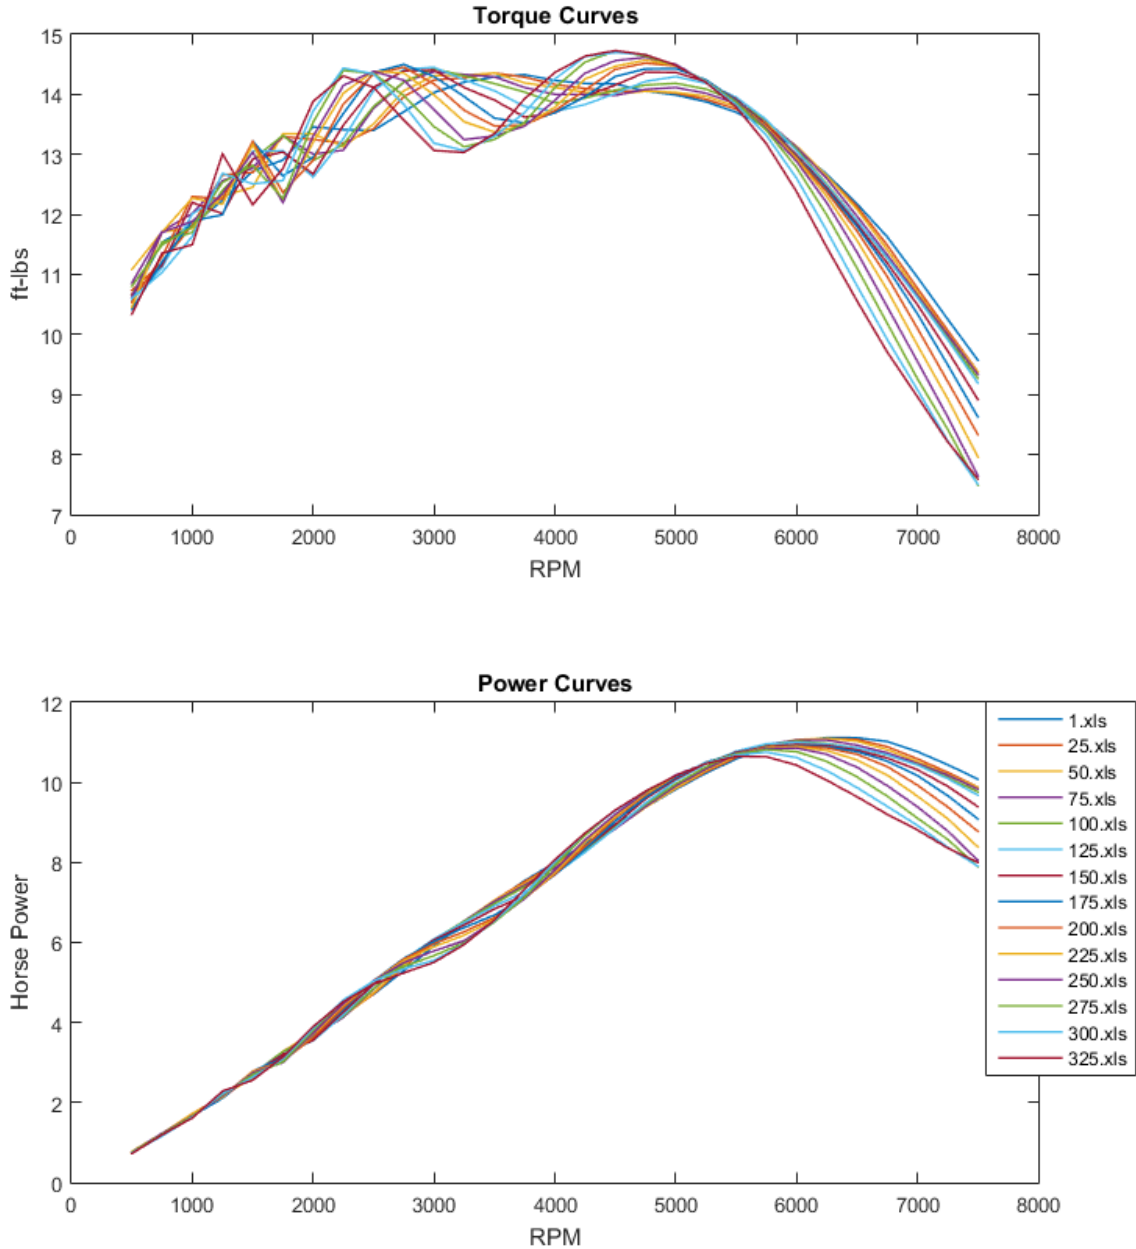 Torque Curves
15
14
13
12
11
10
9
8
7
ft-lbs
0 1000 2000 3000 4000 5000 6000 7000 8000
RPM
Power Curves
12
10
8
6
4
2
0
Horse Power
0 1000 2000 3000 4000 5000 6000 7000 8000
RPM
1.xls
25.xls
50.xls
75.xls
100.xls
125.xls
150.xls
175.xls
200.xls
225.xls
250.xls
275.xls
300.xls
325.xls